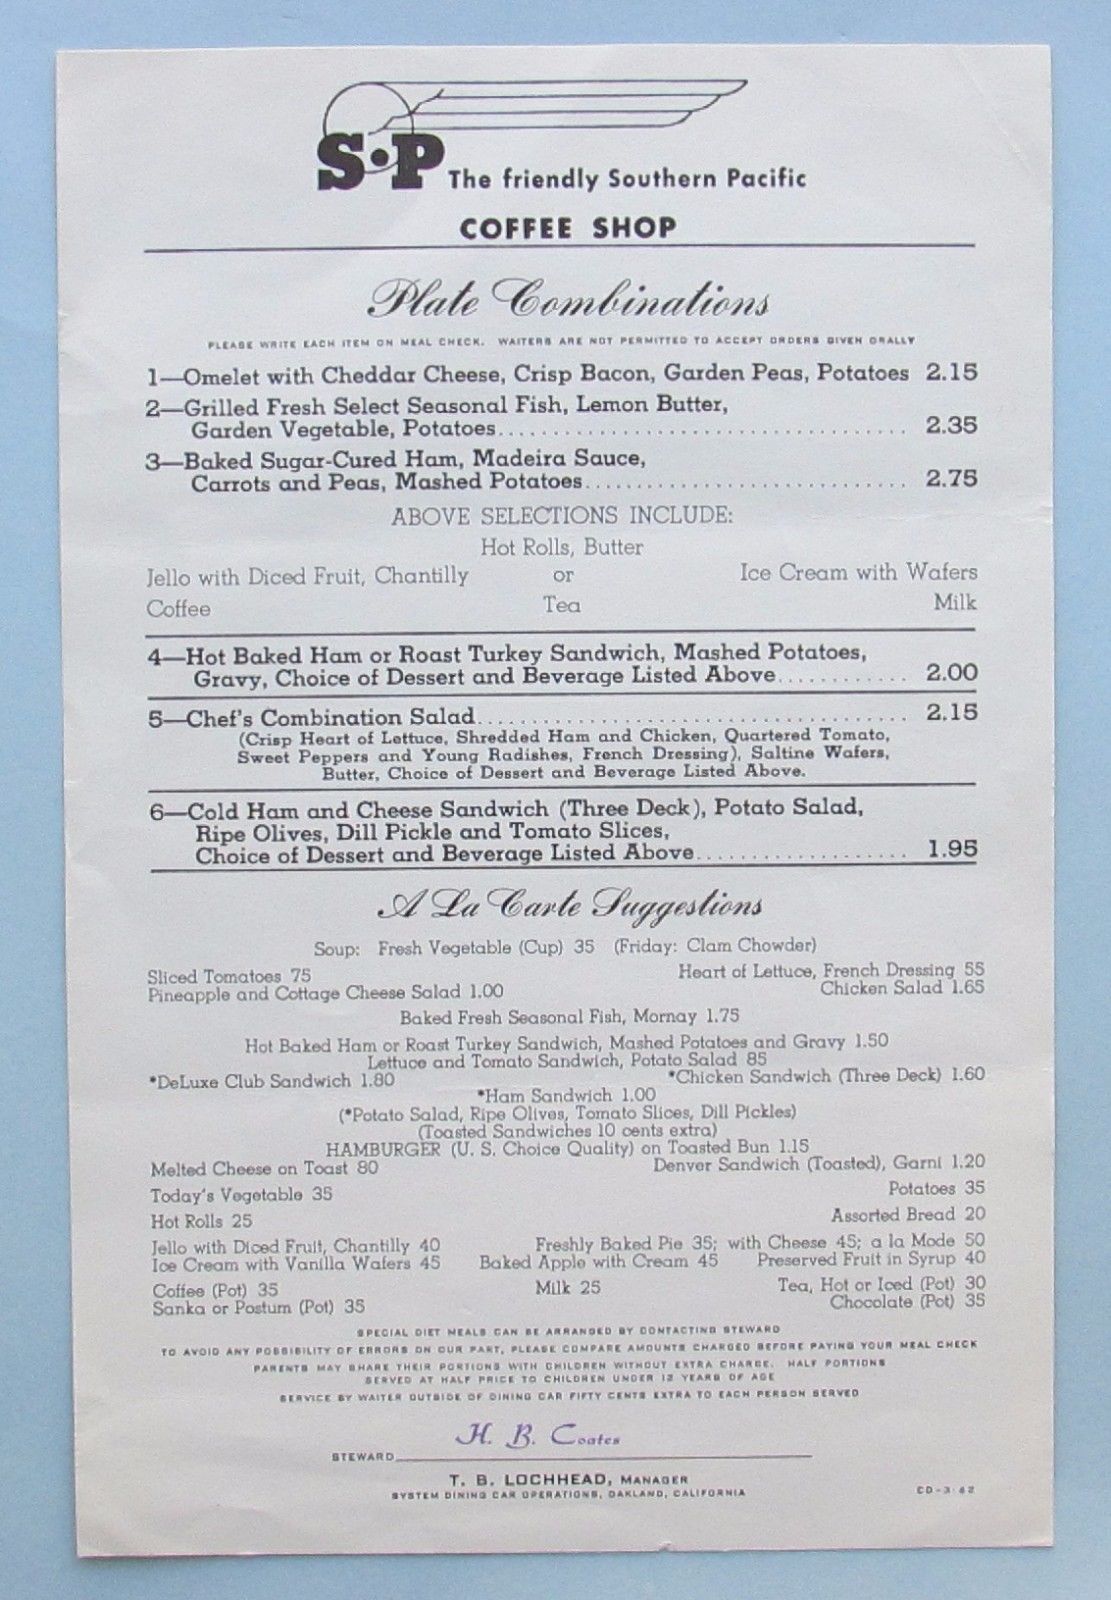 S•P The friendly Southern Pacific
COFFEE SHOP
Plate Combinations
PLEASE WRITE EACH ITEM ON MEAL CHECK. WAITERS ARE NOT PERMITTED TO ACCEPT ORDERS GIVEN ORALLY
1—Omelet with Cheddar Cheese, Crisp Bacon, Garden Peas, Potatoes 2.15
2—Grilled Fresh Select Seasonal Fish, Lemon Butter,
Garden Vegetable, Potatoes. . . . . . . . . . . . . . . . . . . . . . . . . . . . . . . . . 2.35
3—Baked Sugar-Cured Ham, Madeira Sauce,
Carrots and Peas, Mashed Potatoes. . . . . . . . . . . . . . . . . . . . . . . . . . 2.75
ABOVE SELECTIONS INCLUDE:
Hot Rolls, Butter
Jello with Diced Fruit, Chantilly or Ice Cream with Wafers
Coffee Tea Milk
4—Hot Baked Ham or Roast Turkey Sandwich, Mashed Potatoes,
Gravy, Choice of Dessert and Beverage Listed Above. . . . . . . . . . . 2.00
5—Chef's Combination Salad. . . . . . . . . . . . . . . . . . . . . . . . . . . . . . . . . . . 2.15
(Crisp Heart of Lettuce, Shredded Ham and Chicken, Quartered Tomato,
Sweet Peppers and Young Radishes, French Dressing), Saltine Wafers,
Butter, Choice of Dessert and Beverage Listed Above.
6—Cold Ham and Cheese Sandwich (Three Deck), Potato Salad,
Ripe Olives, Dill Pickle and Tomato Slices,
Choice of Dessert and Beverage Listed Above. . . . . . . . . . . . . . . . . . 1.95
A La Carte Suggestions
Soup: Fresh Vegetable (Cup) 35 (Friday: Clam Chowder)
Sliced Tomatoes 75 Heart of Lettuce, French Dressing 55
Pineapple and Cottage Cheese Salad 1.00 Chicken Salad 1.65
Baked Fresh Seasonal Fish, Mornay 1.75
Hot Baked Ham or Roast Turkey Sandwich, Mashed Potatoes and Gravy 1.50
Lettuce and Tomato Sandwich, Potato Salad 85
*DeLuxe Club Sandwich 1.80 *Chicken Sandwich (Three Deck) 1.60
*Ham Sandwich 1.00
(*Potato Salad, Ripe Olives, Tomato Slices, Dill Pickles)
(Toasted Sandwiches 10 cents extra)
HAMBURGER (U. S. Choice Quality) on Toasted Bun 1.15
Melted Cheese on Toast 80 Denver Sandwich (Toasted), Garni 1.20
Today's Vegetable 35 Potatoes 35
Hot Rolls 25 Assorted Bread 20
Jello with Diced Fruit, Chantilly 40 Freshly Baked Pie 35; with Cheese 45; a la Mode 50
Ice Cream with Vanilla Wafers 45 Baked Apple with Cream 45 Preserved Fruit in Syrup 40
Coffee (Pot) 35 Milk 25 Tea, Hot or Iced (Pot) 30
Sanka or Postum (Pot) 35 Chocolate (Pot) 35
SPECIAL DIET MEALS CAN BE ARRANGED BY CONTACTING STEWARD
TO AVOID ANY POSSIBILITY OF ERRORS ON OUR PART, PLEASE COMPARE AMOUNTS CHARGED BEFORE PAYING YOUR MEAL CHECK
PARENTS MAY SHARE THEIR PORTIONS WITH CHILDREN WITHOUT EXTRA CHARGE. HALF PORTIONS
SERVED AT HALF PRICE TO CHILDREN UNDER 12 YEARS OF AGE
SERVICE BY WAITER OUTSIDE OF DINING CAR FIFTY CENTS EXTRA TO EACH PERSON SERVED
H. B. Coates
STEWARD
T. B. LOCHHEAD, MANAGER
SYSTEM DINING CAR OPERATIONS, OAKLAND, CALIFORNIA
CD-3-62